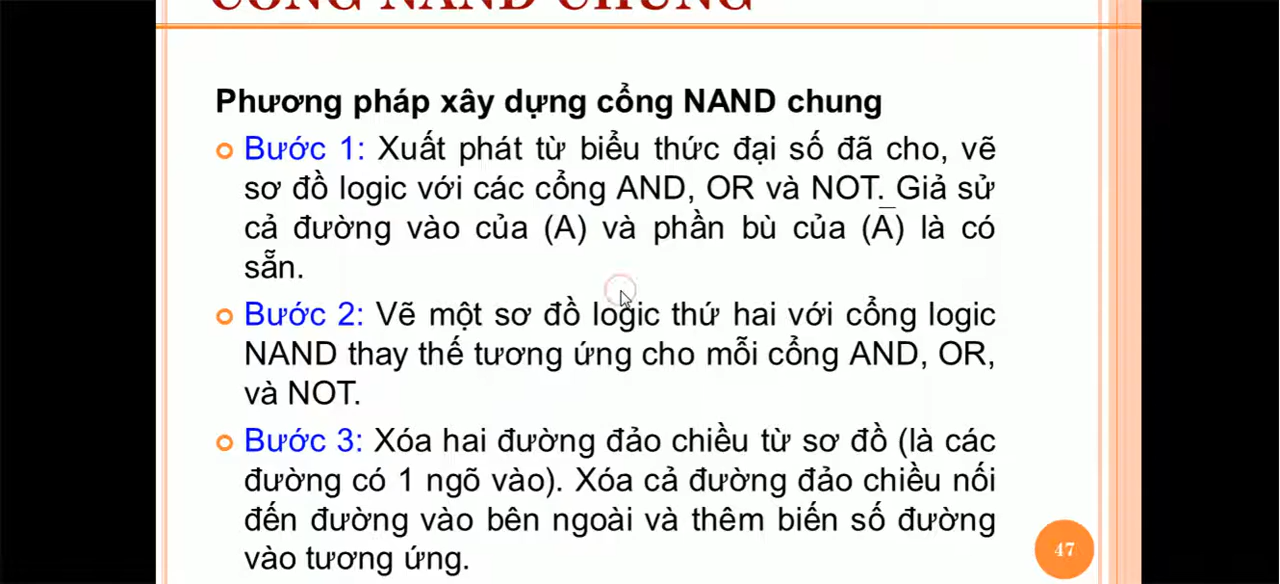 CỔNG NAND CHUNG
Phương pháp xây dựng cổng NAND chung
Bước 1: Xuất phát từ biểu thức đại số đã cho, vẽ
sơ đồ logic với các cổng AND, OR và NOT. Giả sử
cả đường vào của (A) và phần bù của (A̅) là có
sẵn.
Bước 2: Vẽ một sơ đồ logic thứ hai với cổng logic
NAND thay thế tương ứng cho mỗi cổng AND, OR,
và NOT.
Bước 3: Xóa hai đường đảo chiều từ sơ đồ (là các
đường có 1 ngõ vào). Xóa cả đường đảo chiều nối
đến đường vào bên ngoài và thêm biến số đường
vào tương ứng.
47